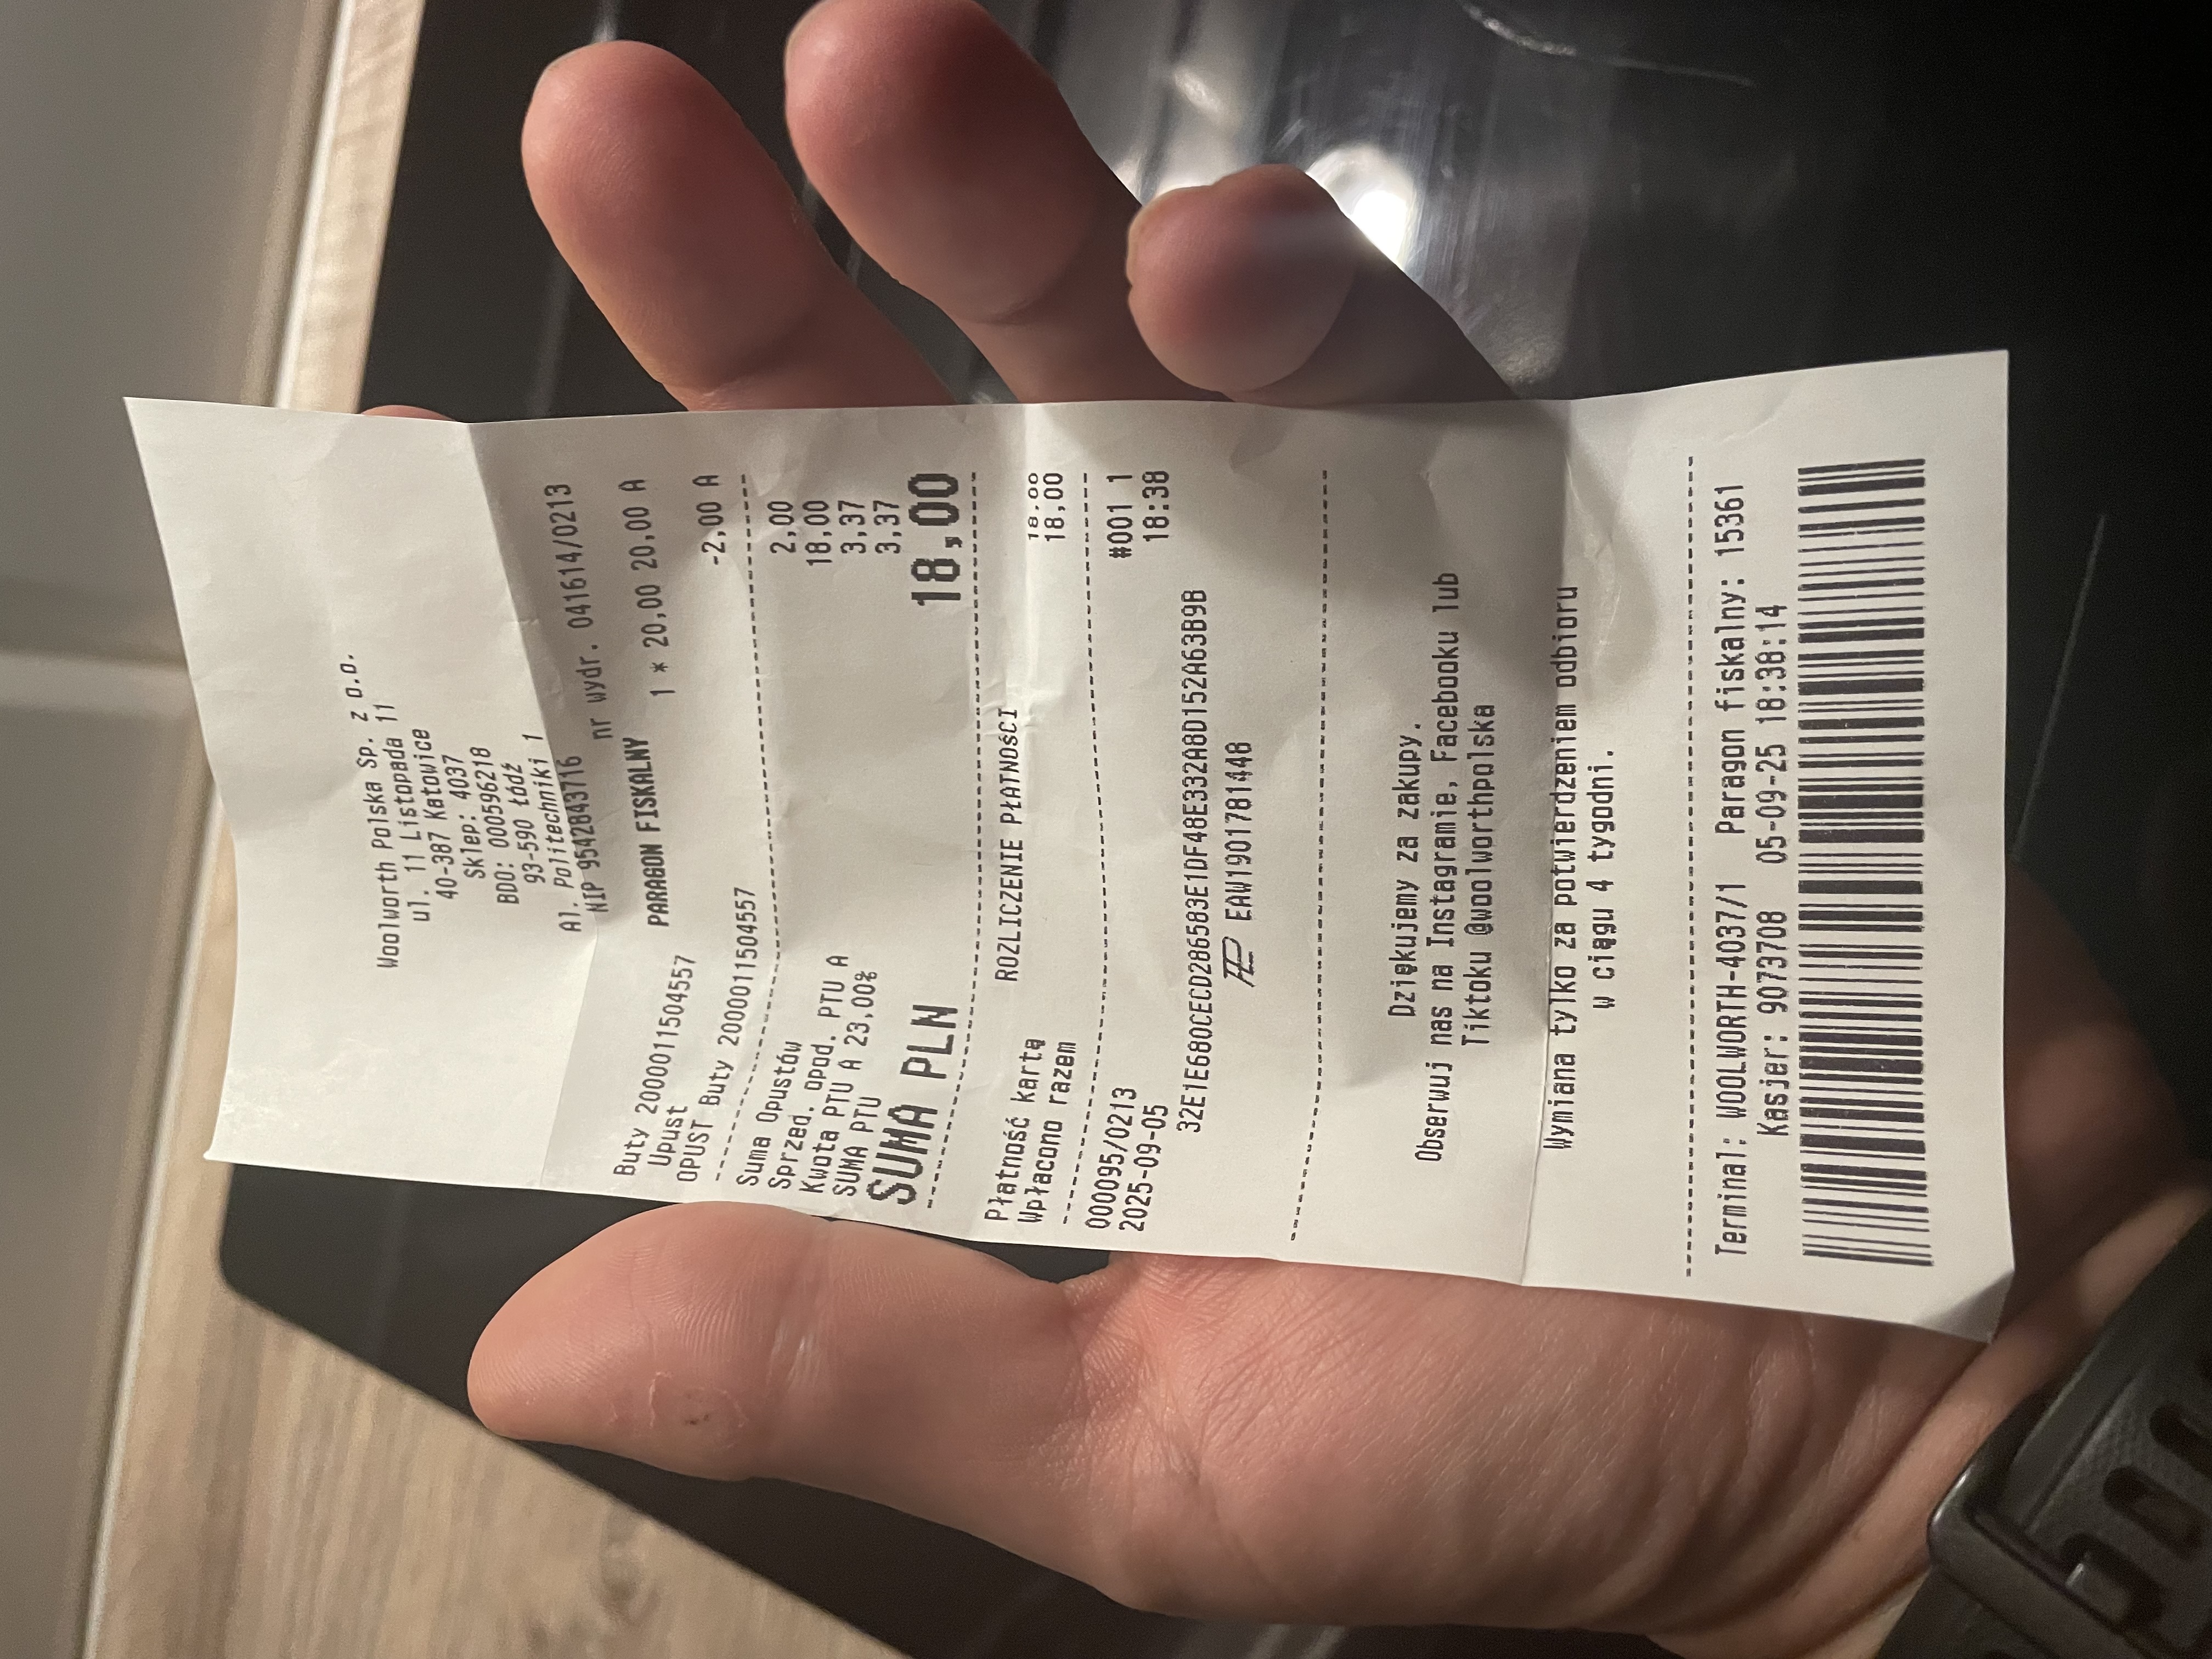 Woolworth Polska Sp. z o.o.
ul. 11 Listopada 11
40-387 Katowice
Sklep: 4037
BDO: 000596218
93-590 Łódź
Al. Politechniki 1
NIP 9542843716
nr wydr. 041614/0213
PARAGON FISKALNY
Buty 2000011504557 1 * 20,00 20,00 A
Upust
OPUST Buty 2000011504557 -2,00 A
Suma Opustów 2,00
Sprzed. opod. PTU A 18,00
Kwota PTU A 23,00% 3,37
SUMA PTU 3,37
SUMA PLN 18,00
ROZLICZENIE PŁATNOŚCI
Płatność kartą 18,00
Wpłacono razem 18,00
000095/0213 #001 1
2025-09-05 18:38
32E1E680CECD286583E1DF48E332A8D152A63B9B
EAW1901781448
Dziękujemy za zakupy.
Obserwuj nas na Instagramie, Facebooku lub
Tiktoku @woolworthpolska
Wymiana tylko za potwierdzeniem odbioru
w ciągu 4 tygodni.
Terminal: WOOLWORTH-4037/1 Paragon fiskalny: 15361
Kasjer: 9073708 05-09-25 18:38:14